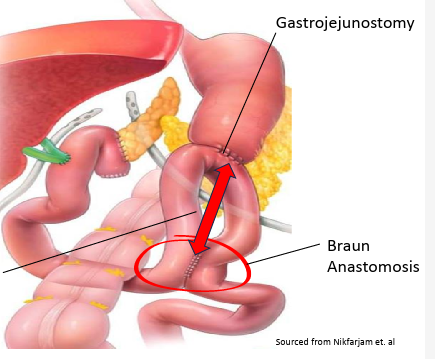 Gastrojejunostomy
Braun
Anastomosis
Sourced from Nikfarjam et. al